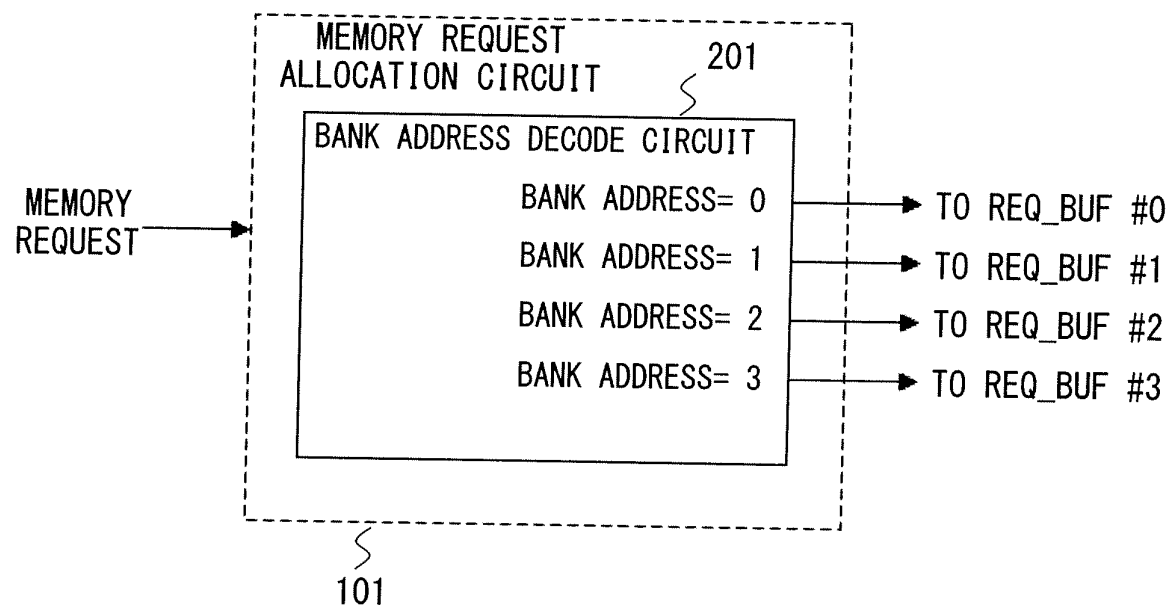 MEMORY REQUEST
ALLOCATION CIRCUIT
201
BANK ADDRESS DECODE CIRCUIT
MEMORY
REQUEST
BANK ADDRESS= 0
TO REQ_BUF #0
BANK ADDRESS= 1
TO REQ_BUF #1
BANK ADDRESS= 2
TO REQ_BUF #2
BANK ADDRESS= 3
TO REQ_BUF #3
101